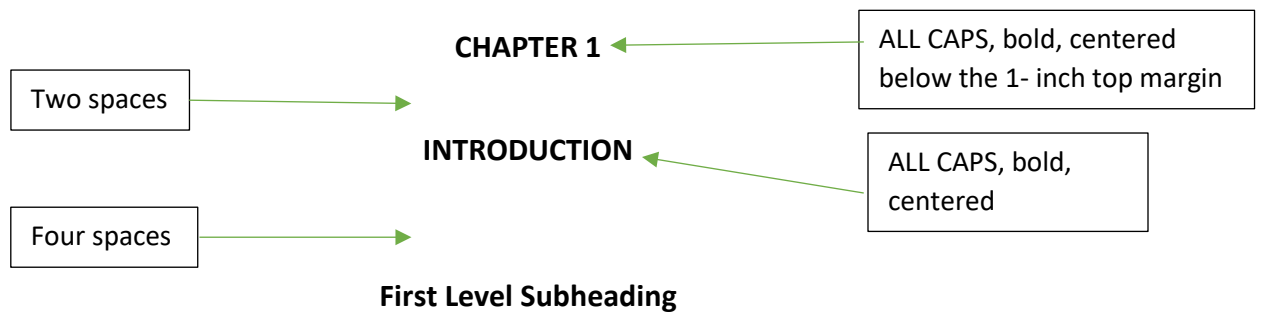 CHAPTER 1
ALL CAPS, bold, centered
below the 1- inch top margin
Two spaces
INTRODUCTION
ALL CAPS, bold,
centered
Four spaces
First Level Subheading